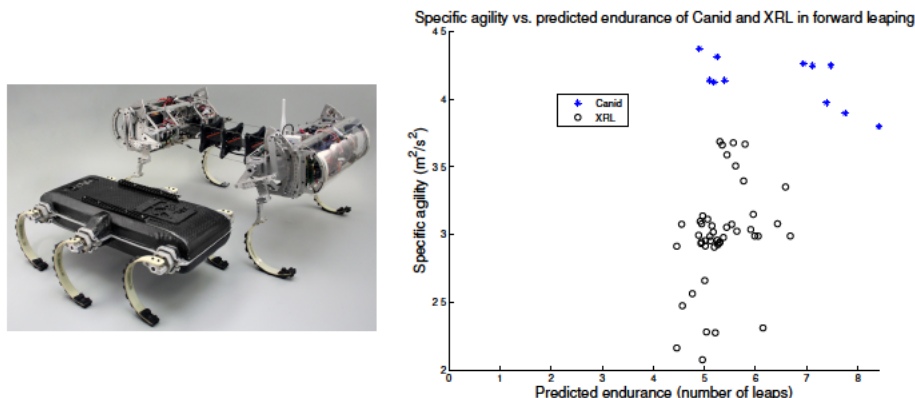 Specific agility vs. predicted endurance of Canid and XRL in forward leaping
4 5
4
3 5
3
2 5
2
Specific agility (m²/s²)
Canid
XRL
0 1 2 3 4 5 6 7 8
Predicted endurance (number of leaps)